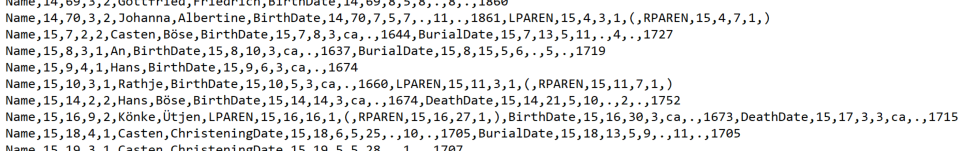 Name,14,69,3,2,Gottfried,Friedrich,BirthDate,14,69,8,5,8,.,8,.,1860
Name,14,70,3,2,Johanna,Albertine,BirthDate,14,70,7,5,7,.,11,.,1861,LPAREN,15,4,3,1,(,RPAREN,15,4,7,1,)
Name,15,7,2,2,Casten,Böse,BirthDate,15,7,8,3,ca,.,1644,BurialDate,15,7,13,5,11,.,4,.,1727
Name,15,8,3,1,An,BirthDate,15,8,10,3,ca,.,1637,BurialDate,15,8,15,5,6,.,5,.,1719
Name,15,9,4,1,Hans,BirthDate,15,9,6,3,ca,.,1674
Name,15,10,3,1,Rathje,BirthDate,15,10,5,3,ca,.,1660,LPAREN,15,11,3,1,(,RPAREN,15,11,7,1,)
Name,15,14,2,2,Hans,Böse,BirthDate,15,14,14,3,ca,.,1674,DeathDate,15,14,21,5,10,.,2,.,1752
Name,15,16,9,2,Könke,Ütjen,LPAREN,15,16,16,1,(,RPAREN,15,16,27,1,),BirthDate,15,16,30,3,ca,.,1673,DeathDate,15,17,3,3,ca,.,1715
Name,15,18,4,1,Casten,ChristeningDate,15,18,6,5,25,.,10,.,1705,BurialDate,15,18,13,5,9,.,11,.,1705
Name,15,19,3,1,Casten,ChristeningDate,15,19,5,5,28,.,1,.,1707